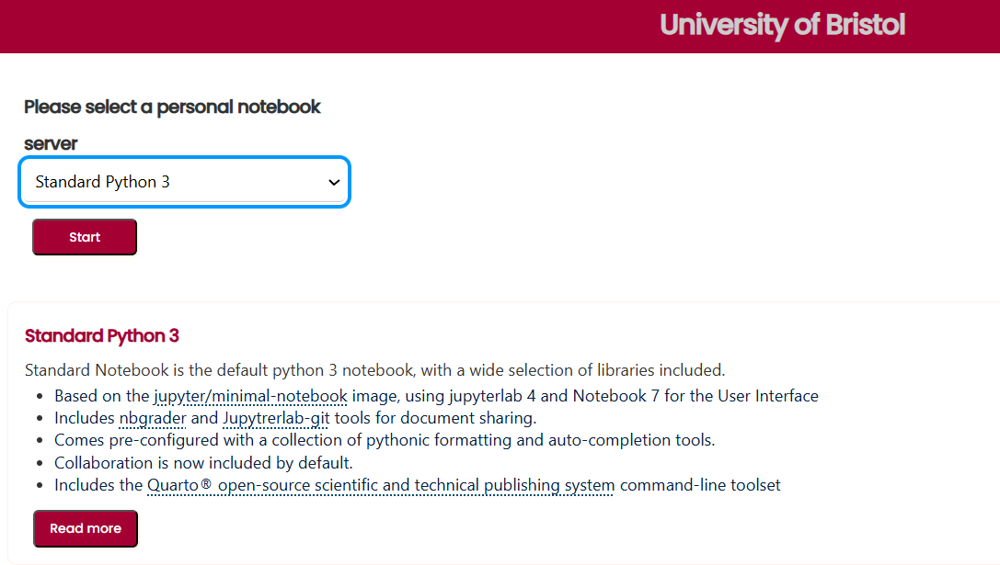 University of Bristol
Please select a personal notebook
server
Standard Python 3
Start
Standard Python 3
Standard Notebook is the default python 3 notebook, with a wide selection of libraries included.
Based on the jupyter/minimal-notebook image, using jupyterlab 4 and Notebook 7 for the User Interface
Includes nbgrader and Jupytrerlab-git tools for document sharing.
Comes pre-configured with a collection of pythonic formatting and auto-completion tools.
Collaboration is now included by default.
Includes the Quarto® open-source scientific and technical publishing system command-line toolset
Read more